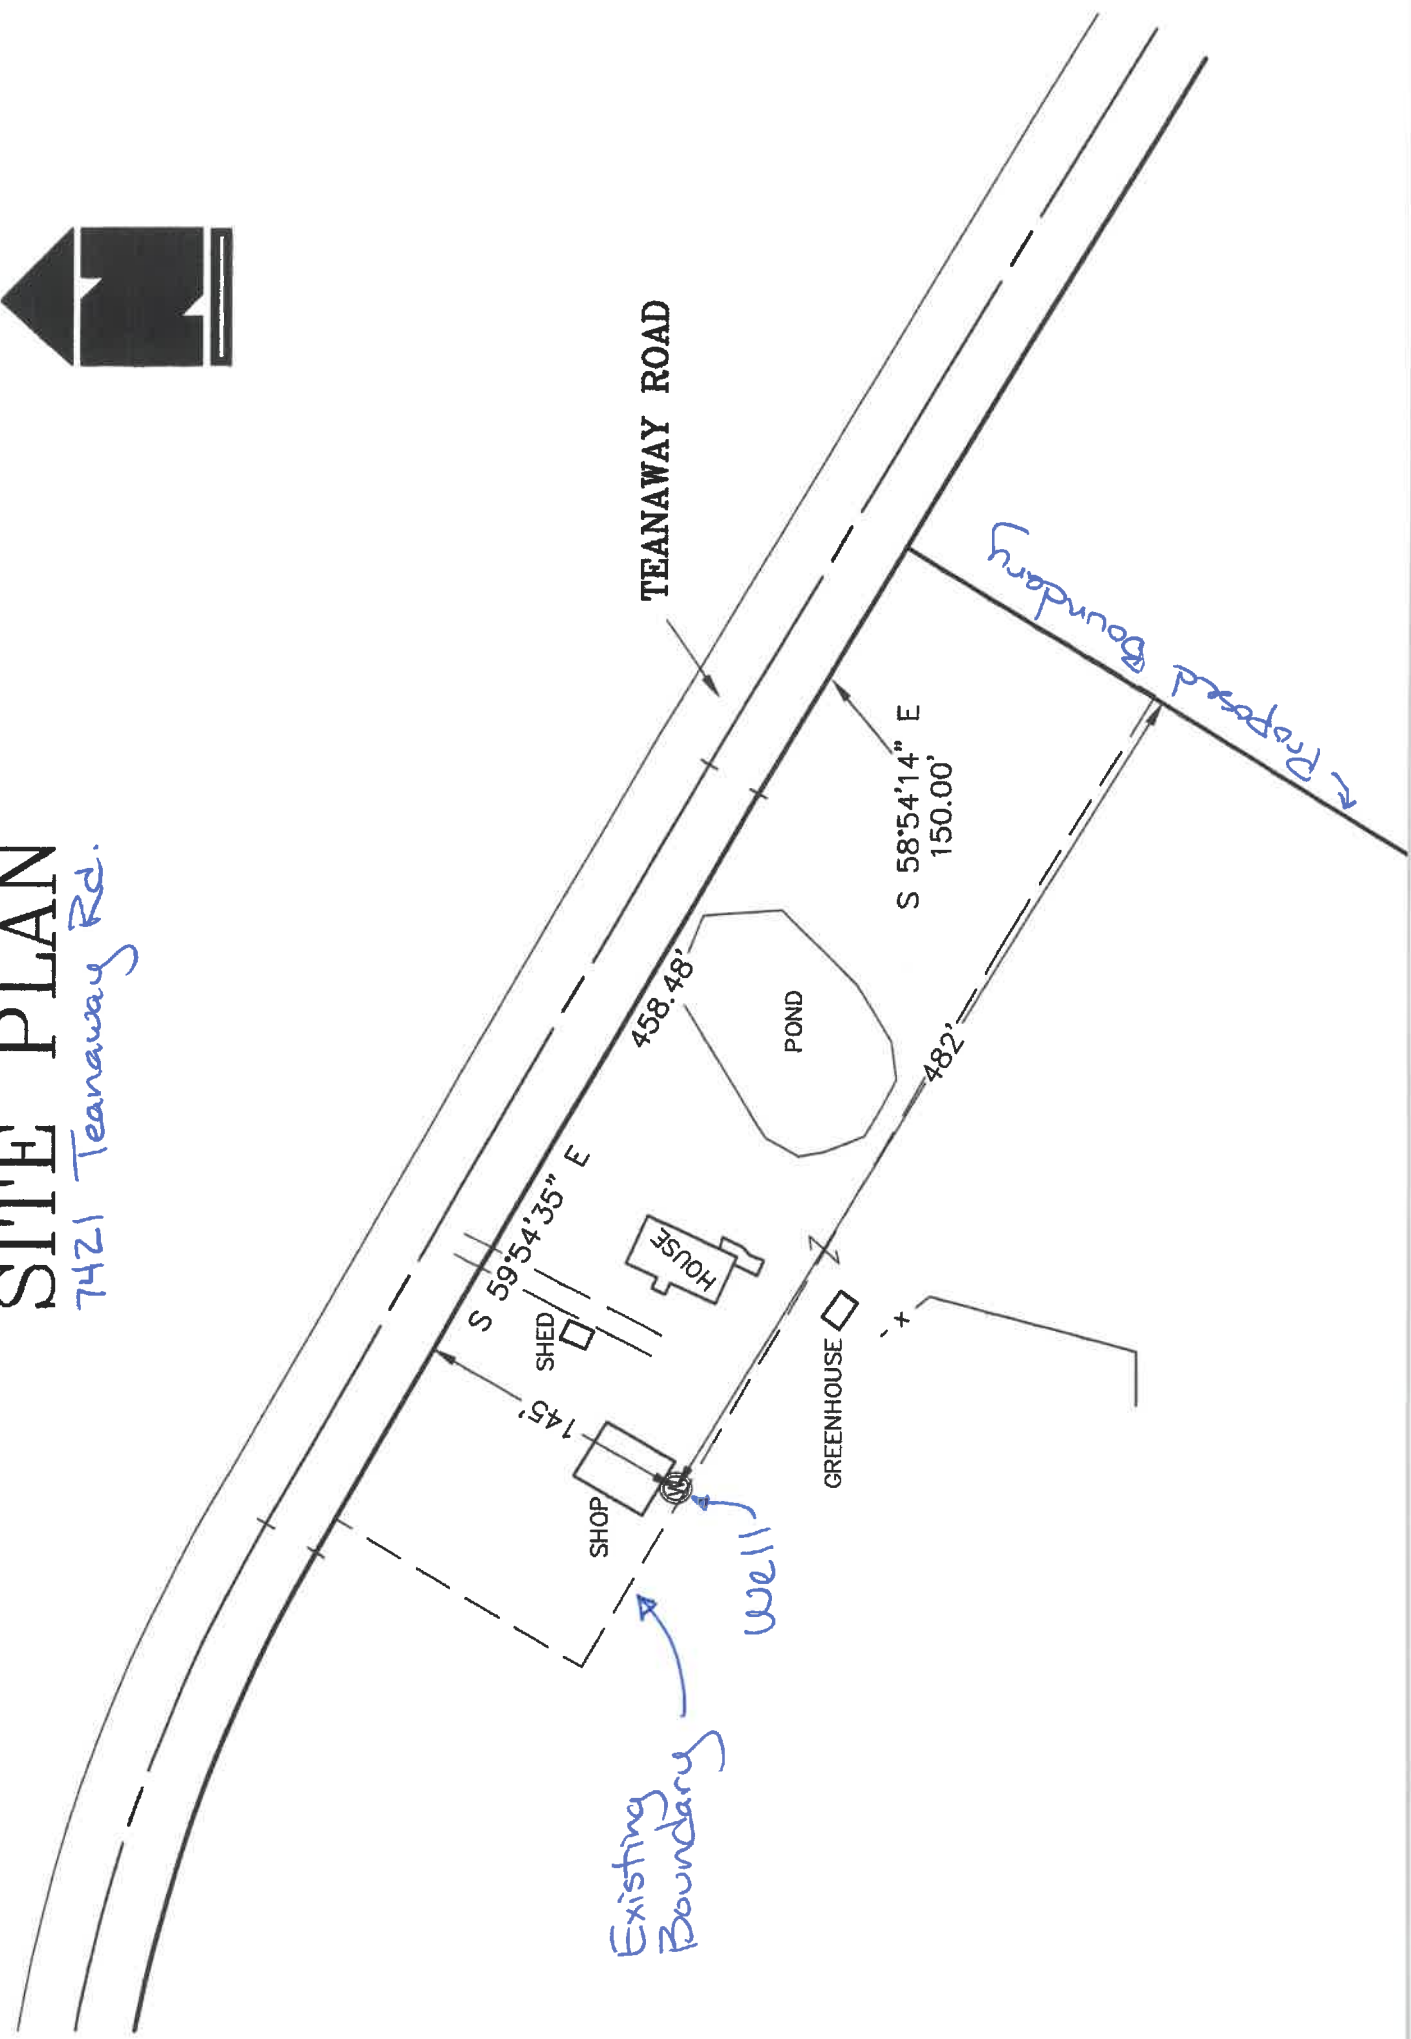 SITE PLAN
7421 Teanaway Rd.
N
TEANAWAY ROAD
S 59°54'35" E
458.48'
S 58°54'14" E
150.00'
145'
482'
SHED
SHOP
HOUSE
POND
GREENHOUSE
W
x
Well
Existing
Boundary
Proposed Boundary